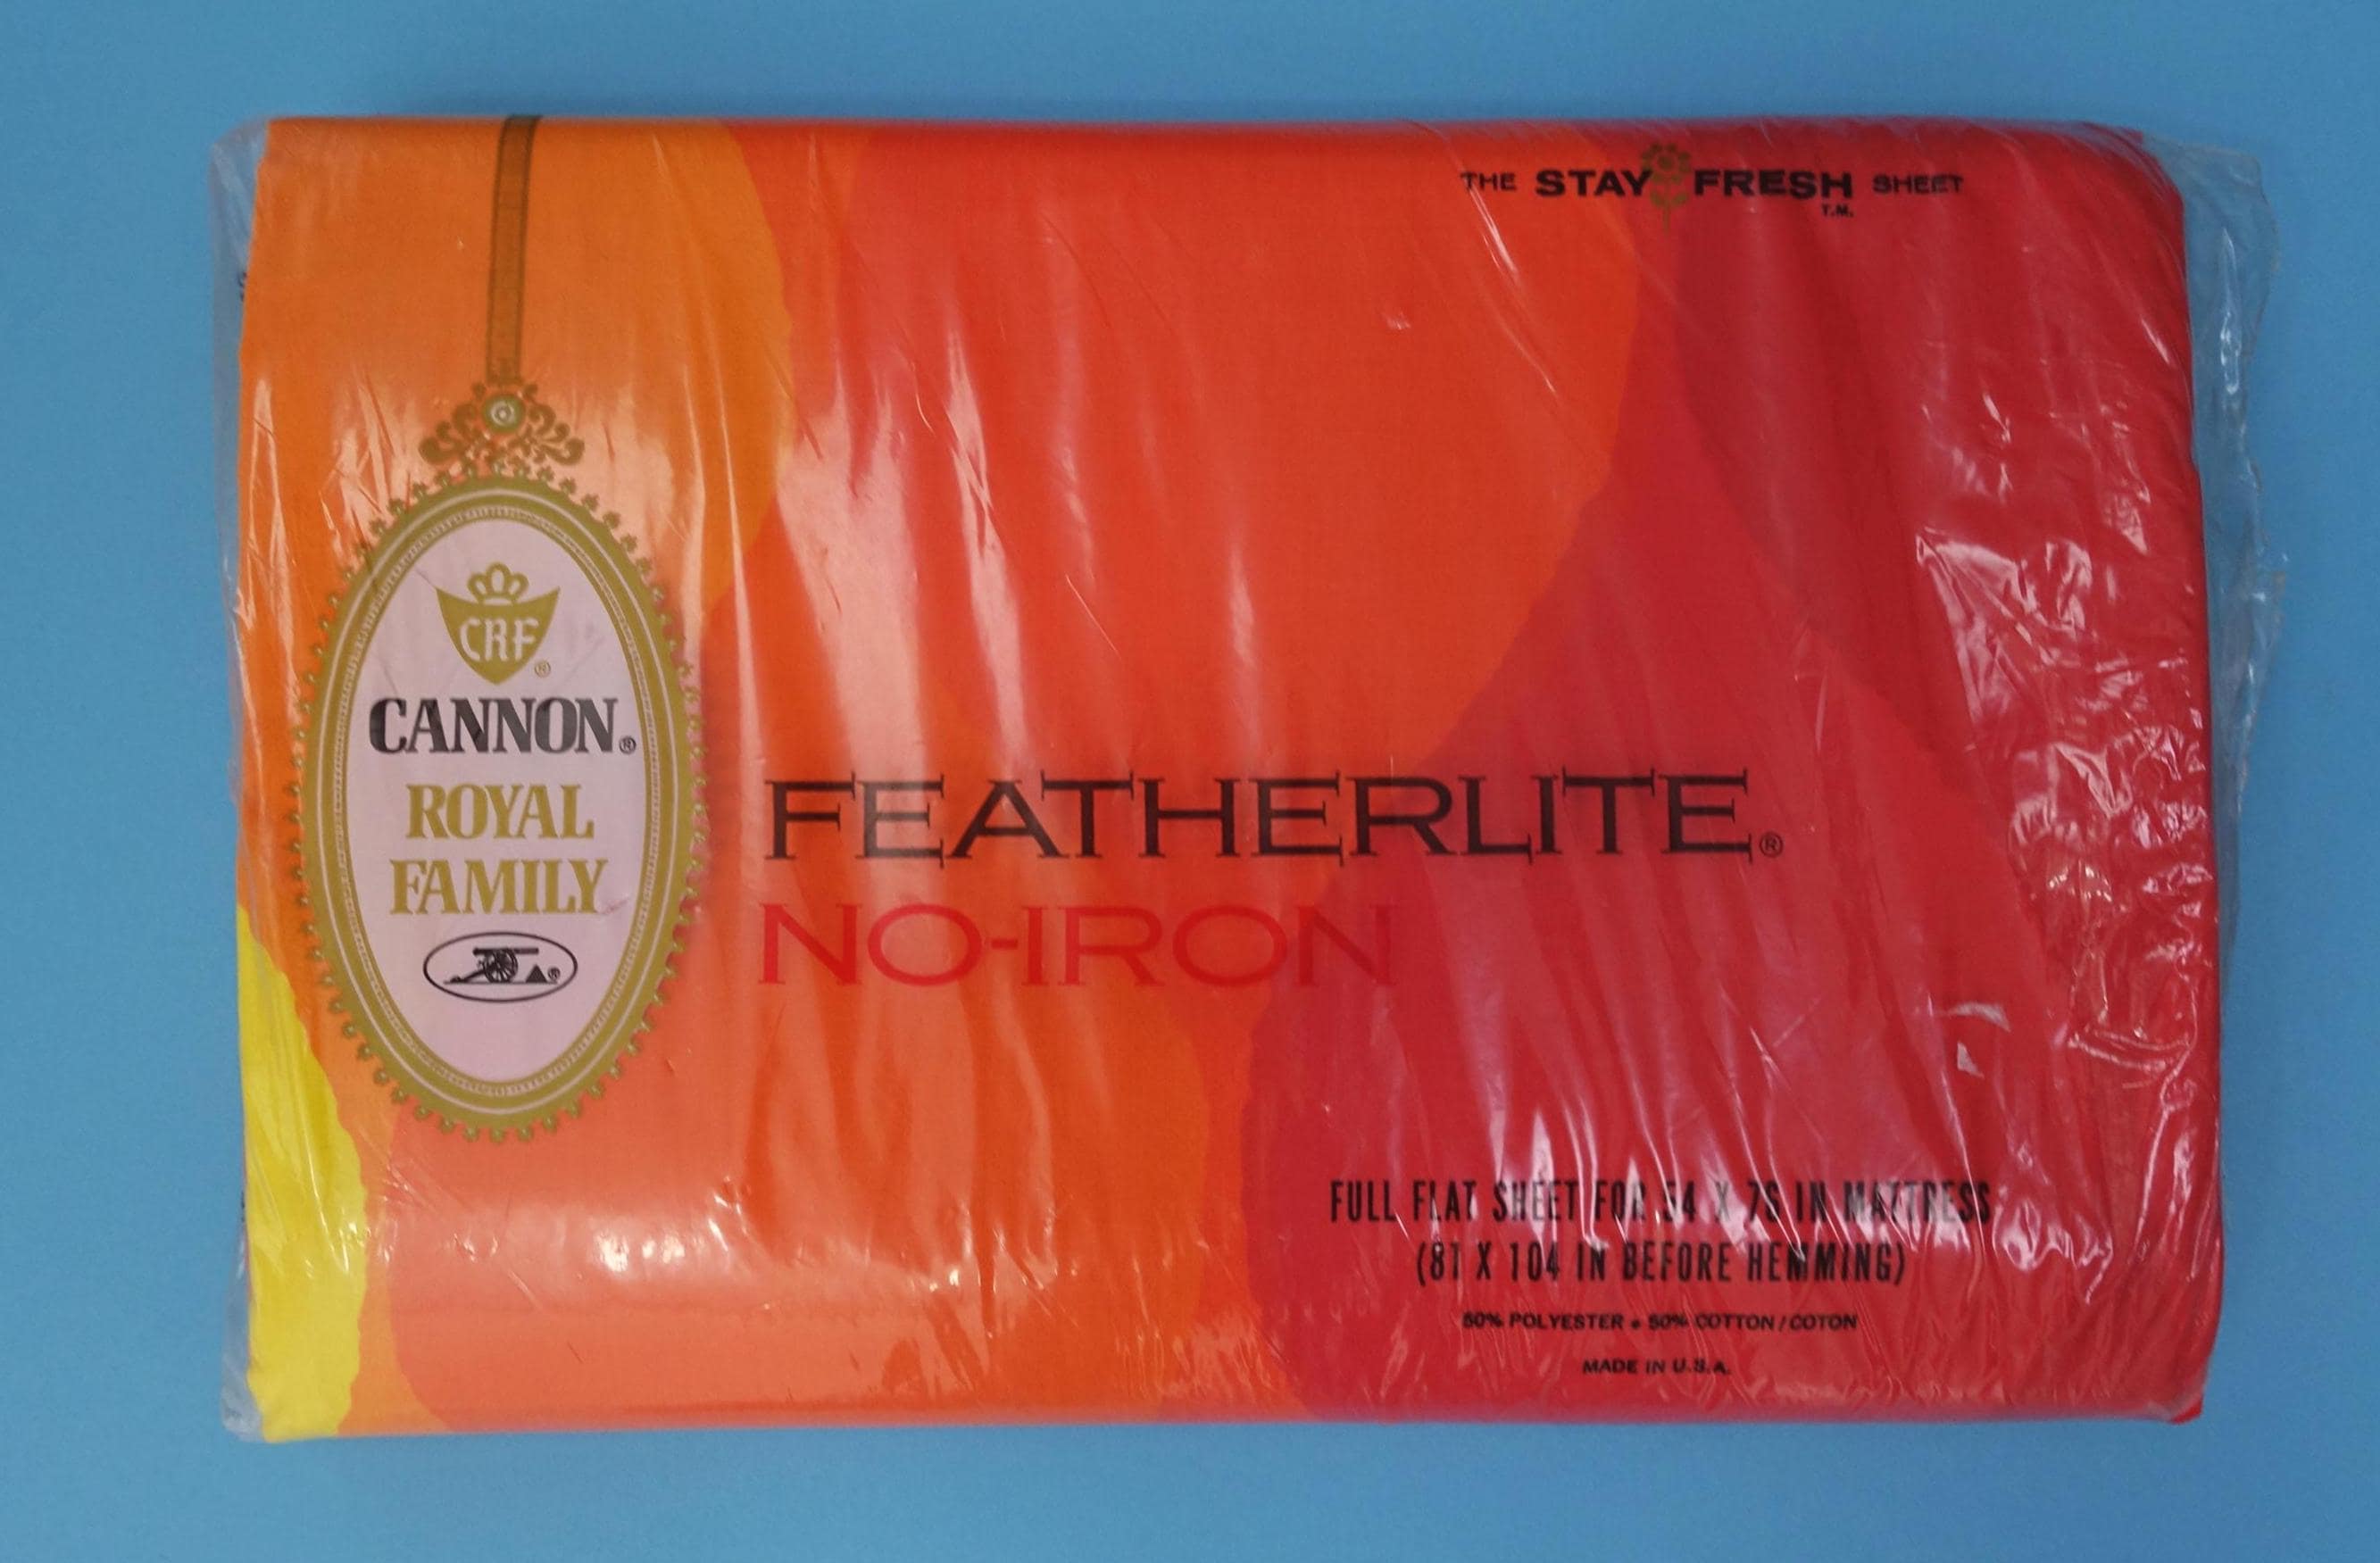 THE STAY FRESH SHEET
T.M.
CRF
®
CANNON®
ROYAL
FAMILY
®
FEATHERLITE®
NO-IRON
FULL FLAT SHEET FOR 54 X 76 IN MATTRESS
(81 X 104 IN BEFORE HEMMING)
50% POLYESTER • 50% COTTON/COTON
MADE IN U.S.A.